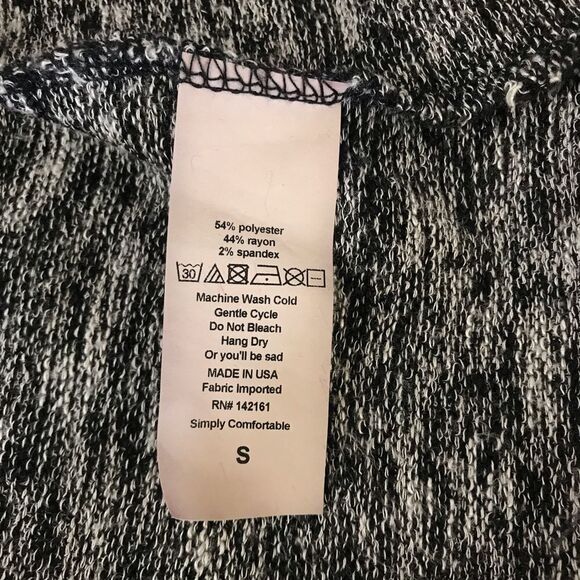 54% polyester
44% rayon
2% spandex
30
Machine Wash Cold
Gentle Cycle
Do Not Bleach
Hang Dry
Or you'll be sad
MADE IN USA
Fabric Imported
RN# 142161
Simply Comfortable
S